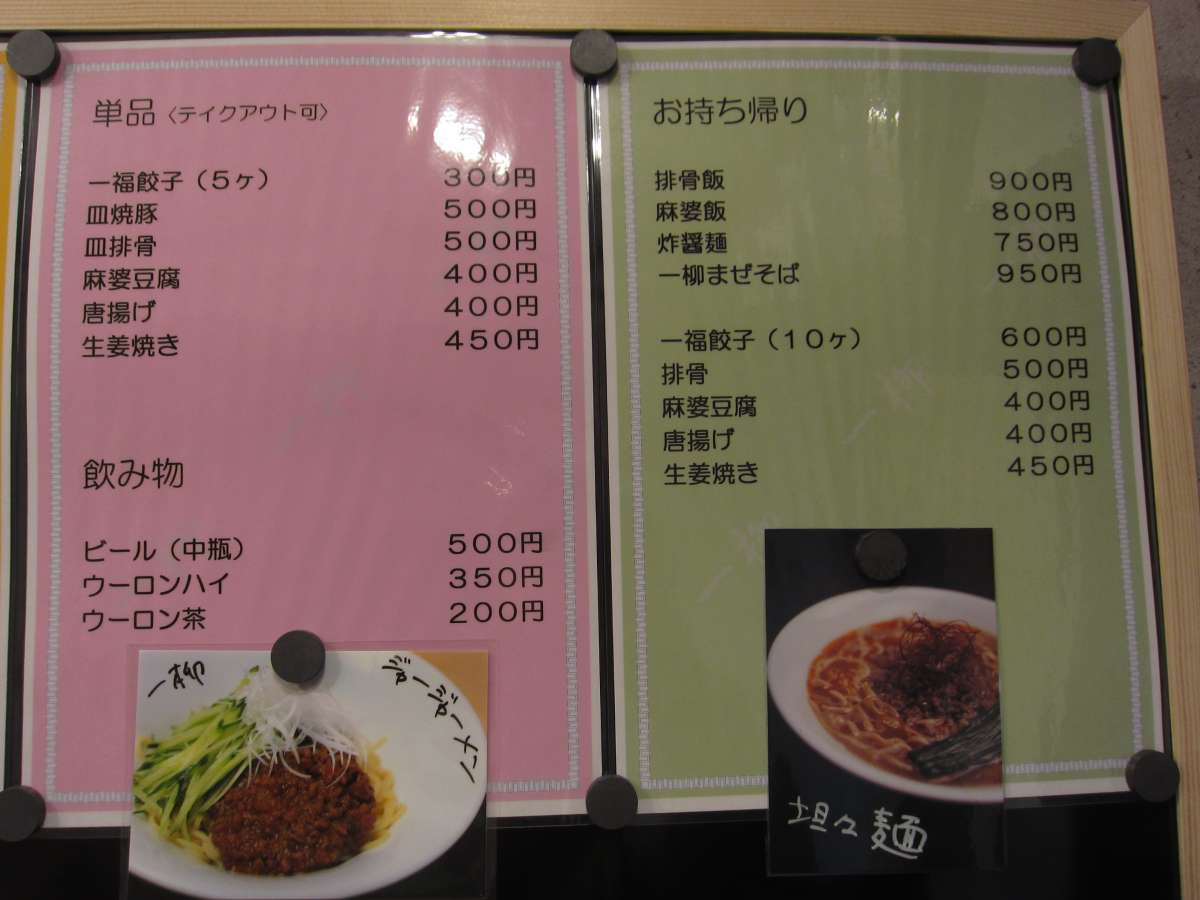 単品〈テイクアウト可〉
一福餃子（５ヶ） ３００円
皿焼豚 ５００円
皿排骨 ５００円
麻婆豆腐 ４００円
唐揚げ ４００円
生姜焼き ４５０円
飲み物
ビール（中瓶） ５００円
ウーロンハイ ３５０円
ウーロン茶 ２００円
一柳
ジャージャーメン
お持ち帰り
排骨飯 ９００円
麻婆飯 ８００円
炸醤麺 ７５０円
一柳まぜそば ９５０円
一福餃子（１０ヶ） ６００円
排骨 ５００円
麻婆豆腐 ４００円
唐揚げ ４００円
生姜焼き ４５０円
坦々麺